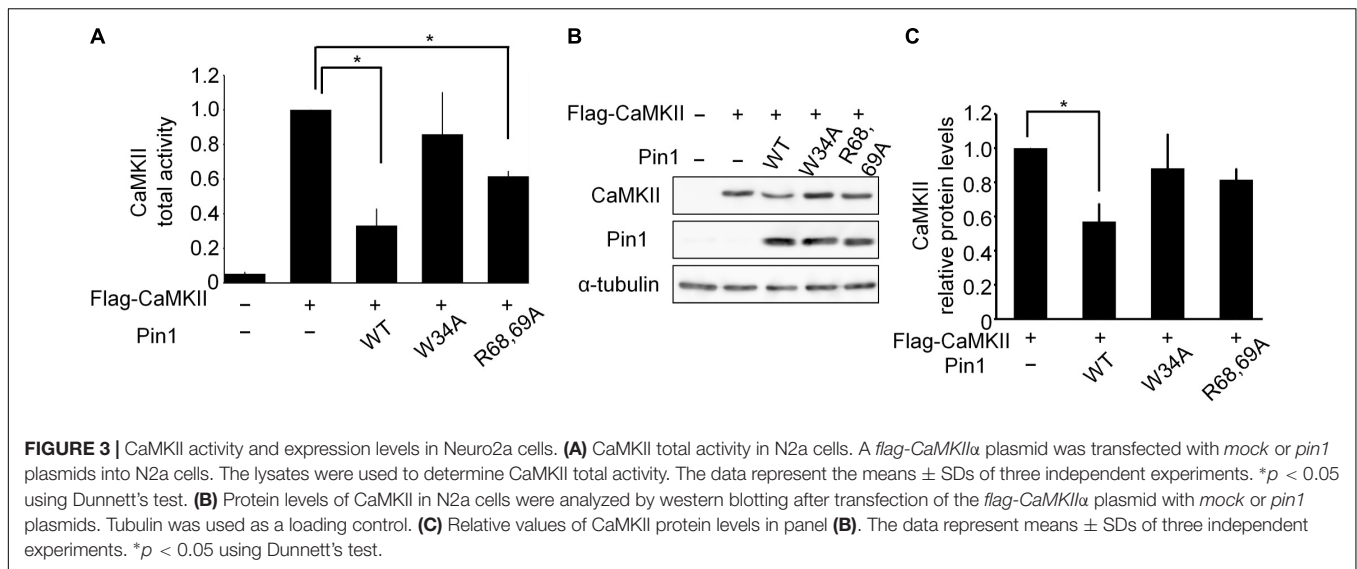 A
*
*
CaMKII
total activity
1.2
1.0
0.8
0.6
0.4
0.2
0
Flag-CaMKII – + + + +
Pin1 – – WT W34A R68,69A
B
Flag-CaMKII – + + + +
Pin1 – – WT W34A R68,
69A
CaMKII
Pin1
α-tubulin
C
*
CaMKII
relative protein levels
1.2
1.0
0.8
0.6
0.4
0.2
0
Flag-CaMKII + + + +
Pin1 – WT W34A R68,69A
FIGURE 3 | CaMKII activity and expression levels in Neuro2a cells. (A) CaMKII total activity in N2a cells. A flag-CaMKIIα plasmid was transfected with mock or pin1
plasmids into N2a cells. The lysates were used to determine CaMKII total activity. The data represent the means ± SDs of three independent experiments. *p < 0.05
using Dunnett's test. (B) Protein levels of CaMKII in N2a cells were analyzed by western blotting after transfection of the flag-CaMKIIα plasmid with mock or pin1
plasmids. Tubulin was used as a loading control. (C) Relative values of CaMKII protein levels in panel (B). The data represent means ± SDs of three independent
experiments. *p < 0.05 using Dunnett's test.